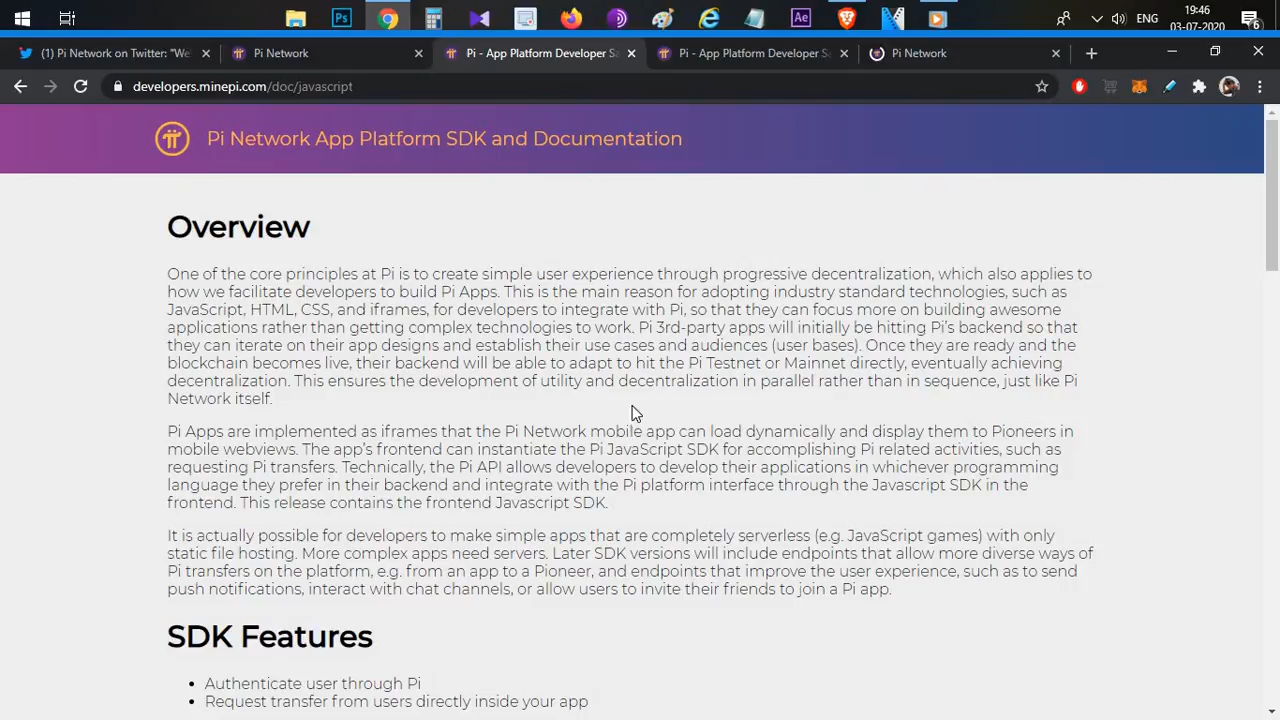 19:46
ENG
03-07-2020
6
Ps
Ae
(1) Pi Network on Twitter: "We
Pi Network
Pi - App Platform Developer Sa
Pi - App Platform Developer Sa
Pi Network
developers.minepi.com/doc/javascript
Pi Network App Platform SDK and Documentation
Overview
One of the core principles at Pi is to create simple user experience through progressive decentralization, which also applies to
how we facilitate developers to build Pi Apps. This is the main reason for adopting industry standard technologies, such as
JavaScript, HTML, CSS, and iframes, for developers to integrate with Pi, so that they can focus more on building awesome
applications rather than getting complex technologies to work. Pi 3rd-party apps will initially be hitting Pi's backend so that
they can iterate on their app designs and establish their use cases and audiences (user bases). Once they are ready and the
blockchain becomes live, their backend will be able to adapt to hit the Pi Testnet or Mainnet directly, eventually achieving
decentralization. This ensures the development of utility and decentralization in parallel rather than in sequence, just like Pi
Network itself.
Pi Apps are implemented as iframes that the Pi Network mobile app can load dynamically and display them to Pioneers in
mobile webviews. The app's frontend can instantiate the Pi JavaScript SDK for accomplishing Pi related activities, such as
requesting Pi transfers. Technically, the Pi API allows developers to develop their applications in whichever programming
language they prefer in their backend and integrate with the Pi platform interface through the Javascript SDK in the
frontend. This release contains the frontend Javascript SDK.
It is actually possible for developers to make simple apps that are completely serverless (e.g. JavaScript games) with only
static file hosting. More complex apps need servers. Later SDK versions will include endpoints that allow more diverse ways of
Pi transfers on the platform, e.g. from an app to a Pioneer, and endpoints that improve the user experience, such as to send
push notifications, interact with chat channels, or allow users to invite their friends to join a Pi app.
SDK Features
Authenticate user through Pi
Request transfer from users directly inside your app